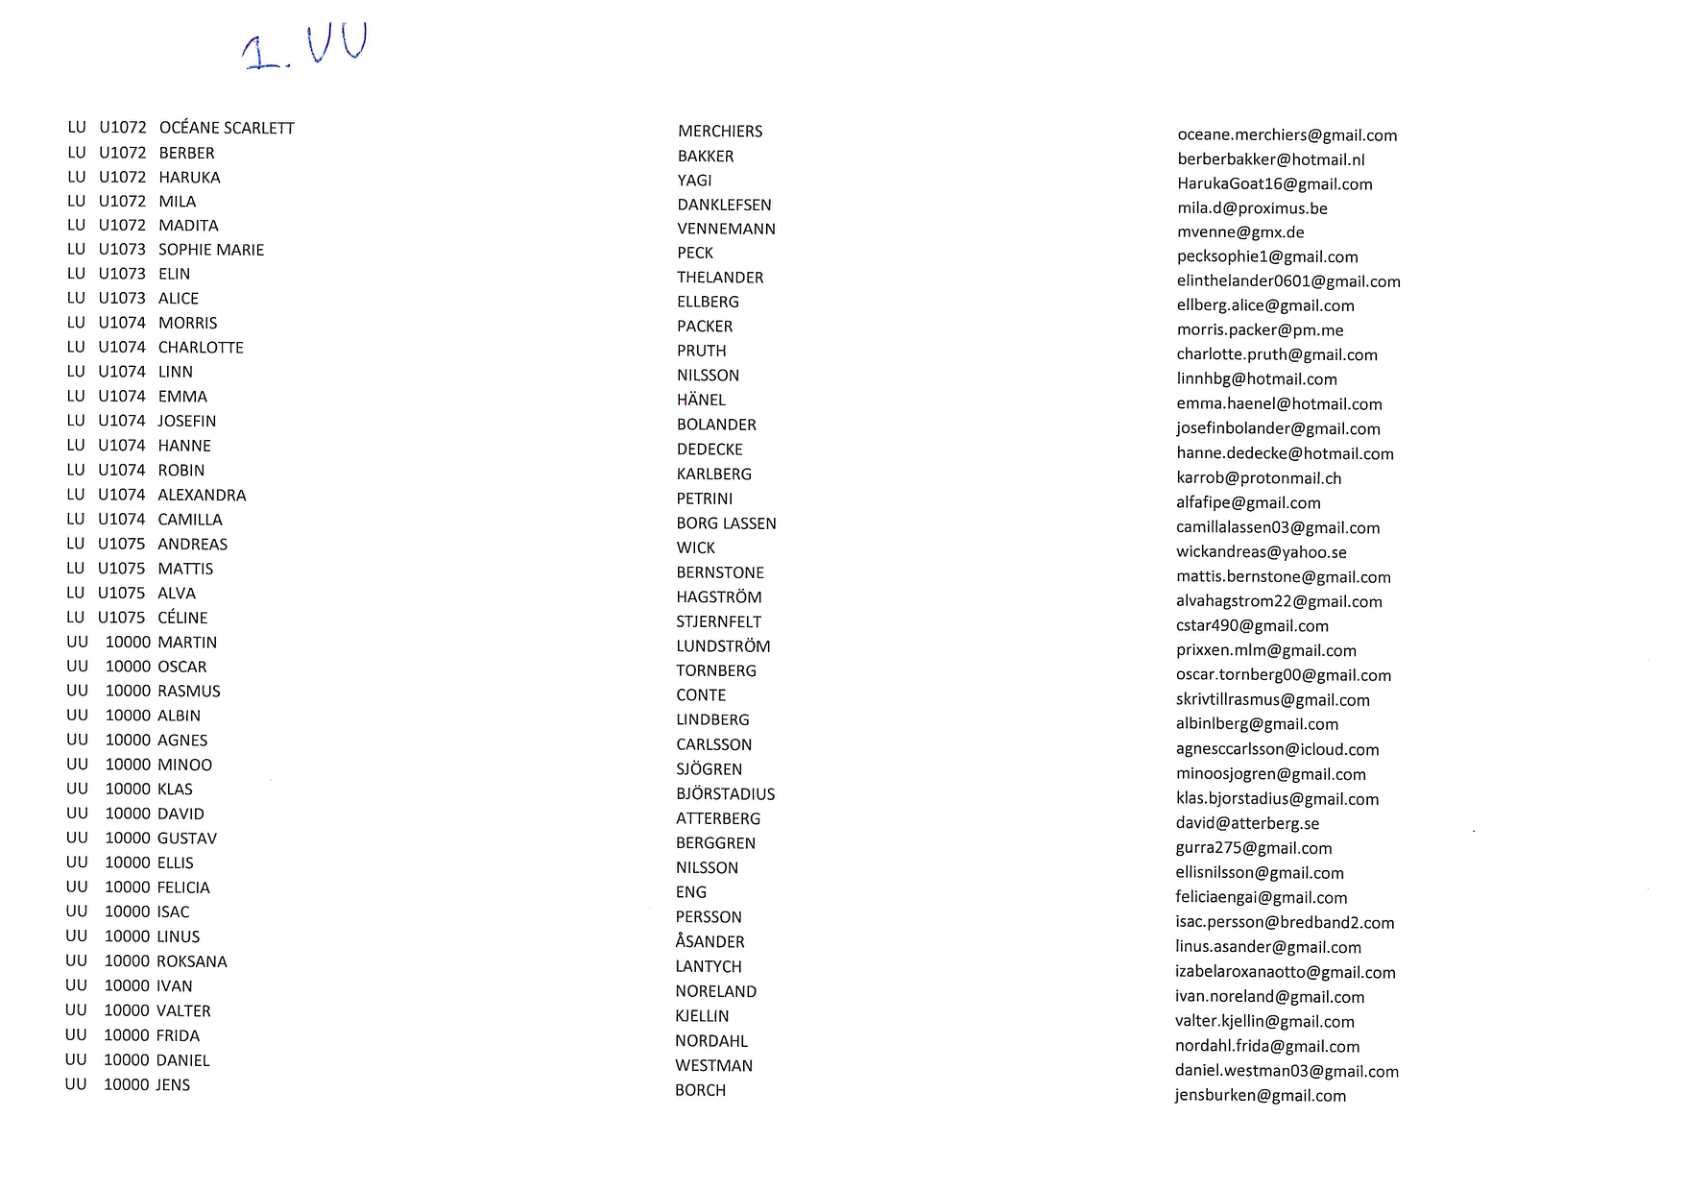 1. UU
LU U1072 OCÉANE SCARLETT MERCHIERS oceane.merchiers@gmail.com
LU U1072 BERBER BAKKER berberbakker@hotmail.nl
LU U1072 HARUKA YAGI HarukaGoat16@gmail.com
LU U1072 MILA DANKLEFSEN mila.d@proximus.be
LU U1072 MADITA VENNEMANN mvenne@gmx.de
LU U1073 SOPHIE MARIE PECK pecksophie1@gmail.com
LU U1073 ELIN THELANDER elinthelander0601@gmail.com
LU U1073 ALICE ELLBERG ellberg.alice@gmail.com
LU U1074 MORRIS PACKER morris.packer@pm.me
LU U1074 CHARLOTTE PRUTH charlotte.pruth@gmail.com
LU U1074 LINN NILSSON linnhbg@hotmail.com
LU U1074 EMMA HÄNEL emma.haenel@hotmail.com
LU U1074 JOSEFIN BOLANDER josefinbolander@gmail.com
LU U1074 HANNE DEDECKE hanne.dedecke@hotmail.com
LU U1074 ROBIN KARLBERG karrob@protonmail.ch
LU U1074 ALEXANDRA PETRINI alfafipe@gmail.com
LU U1074 CAMILLA BORG LASSEN camillalassen03@gmail.com
LU U1075 ANDREAS WICK wickandreas@yahoo.se
LU U1075 MATTIS BERNSTONE mattis.bernstone@gmail.com
LU U1075 ALVA HAGSTRÖM alvahagstrom22@gmail.com
LU U1075 CÉLINE STJERNFELT cstar490@gmail.com
UU 10000 MARTIN LUNDSTRÖM prixxen.mlm@gmail.com
UU 10000 OSCAR TORNBERG oscar.tornberg00@gmail.com
UU 10000 RASMUS CONTE skrivtillrasmus@gmail.com
UU 10000 ALBIN LINDBERG albinlberg@gmail.com
UU 10000 AGNES CARLSSON agnesccarlsson@icloud.com
UU 10000 MINOO SJÖGREN minoosjogren@gmail.com
UU 10000 KLAS BJÖRSTADIUS klas.bjorstadius@gmail.com
UU 10000 DAVID ATTERBERG david@atterberg.se
UU 10000 GUSTAV BERGGREN gurra275@gmail.com
UU 10000 ELLIS NILSSON ellisnilsson@gmail.com
UU 10000 FELICIA ENG feliciaengai@gmail.com
UU 10000 ISAC PERSSON isac.persson@bredband2.com
UU 10000 LINUS ÅSANDER linus.asander@gmail.com
UU 10000 ROKSANA LANTYCH izabelaroxanaotto@gmail.com
UU 10000 IVAN NORELAND ivan.noreland@gmail.com
UU 10000 VALTER KJELLIN valter.kjellin@gmail.com
UU 10000 FRIDA NORDAHL nordahl.frida@gmail.com
UU 10000 DANIEL WESTMAN daniel.westman03@gmail.com
UU 10000 JENS BORCH jensburken@gmail.com